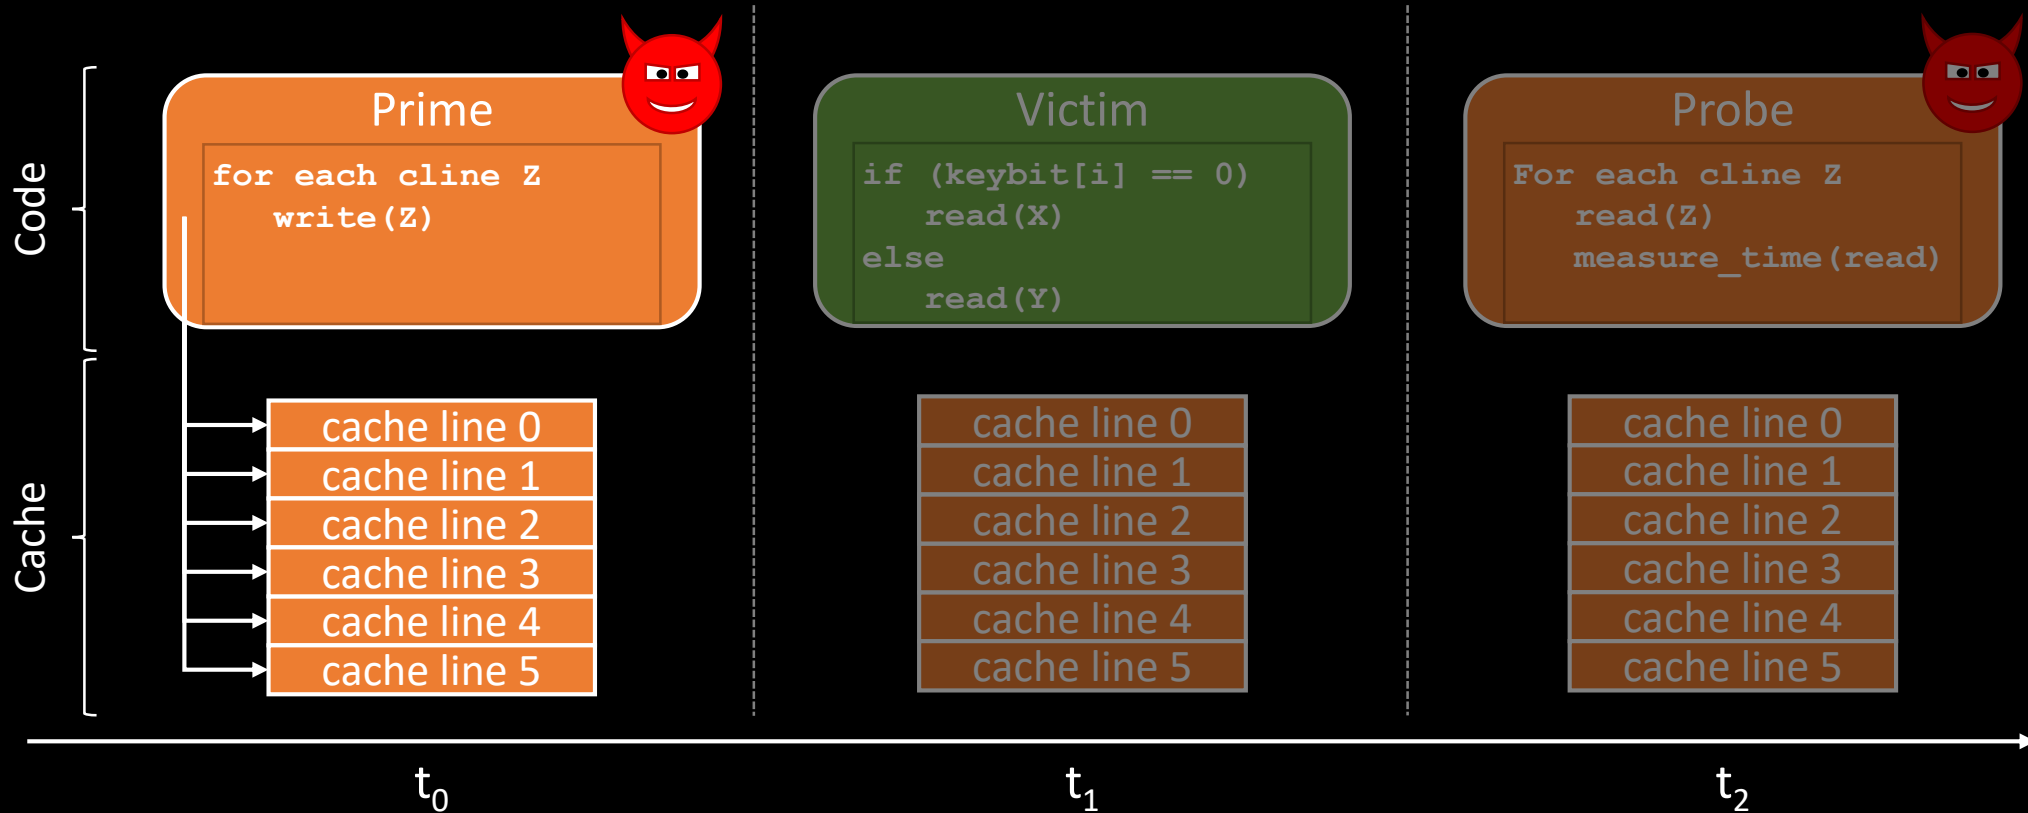 Code
Prime
for each cline Z
write(Z)
Victim
if (keybit[i] == 0)
read(X)
else
read(Y)
Probe
For each cline Z
read(Z)
measure_time(read)
Cache
cache line 0
cache line 1
cache line 2
cache line 3
cache line 4
cache line 5
cache line 0
cache line 1
cache line 2
cache line 3
cache line 4
cache line 5
cache line 0
cache line 1
cache line 2
cache line 3
cache line 4
cache line 5
t0
t1
t2